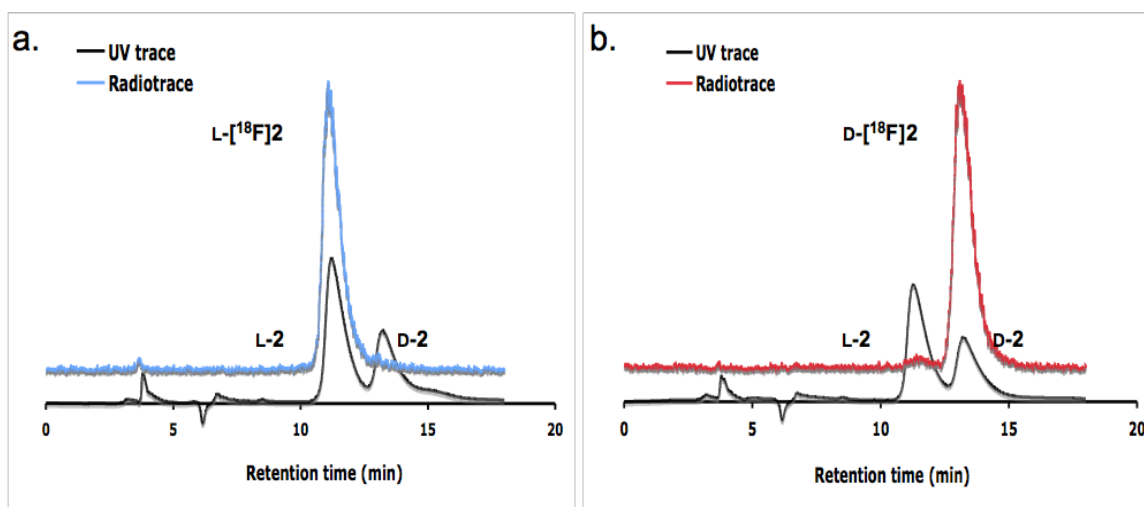 a.
UV trace
Radiotrace
L-[¹⁸F]2
L-2
D-2
0 5 10 15 20
Retention time (min)
b.
UV trace
Radiotrace
D-[¹⁸F]2
L-2
D-2
0 5 10 15 20
Retention time (min)